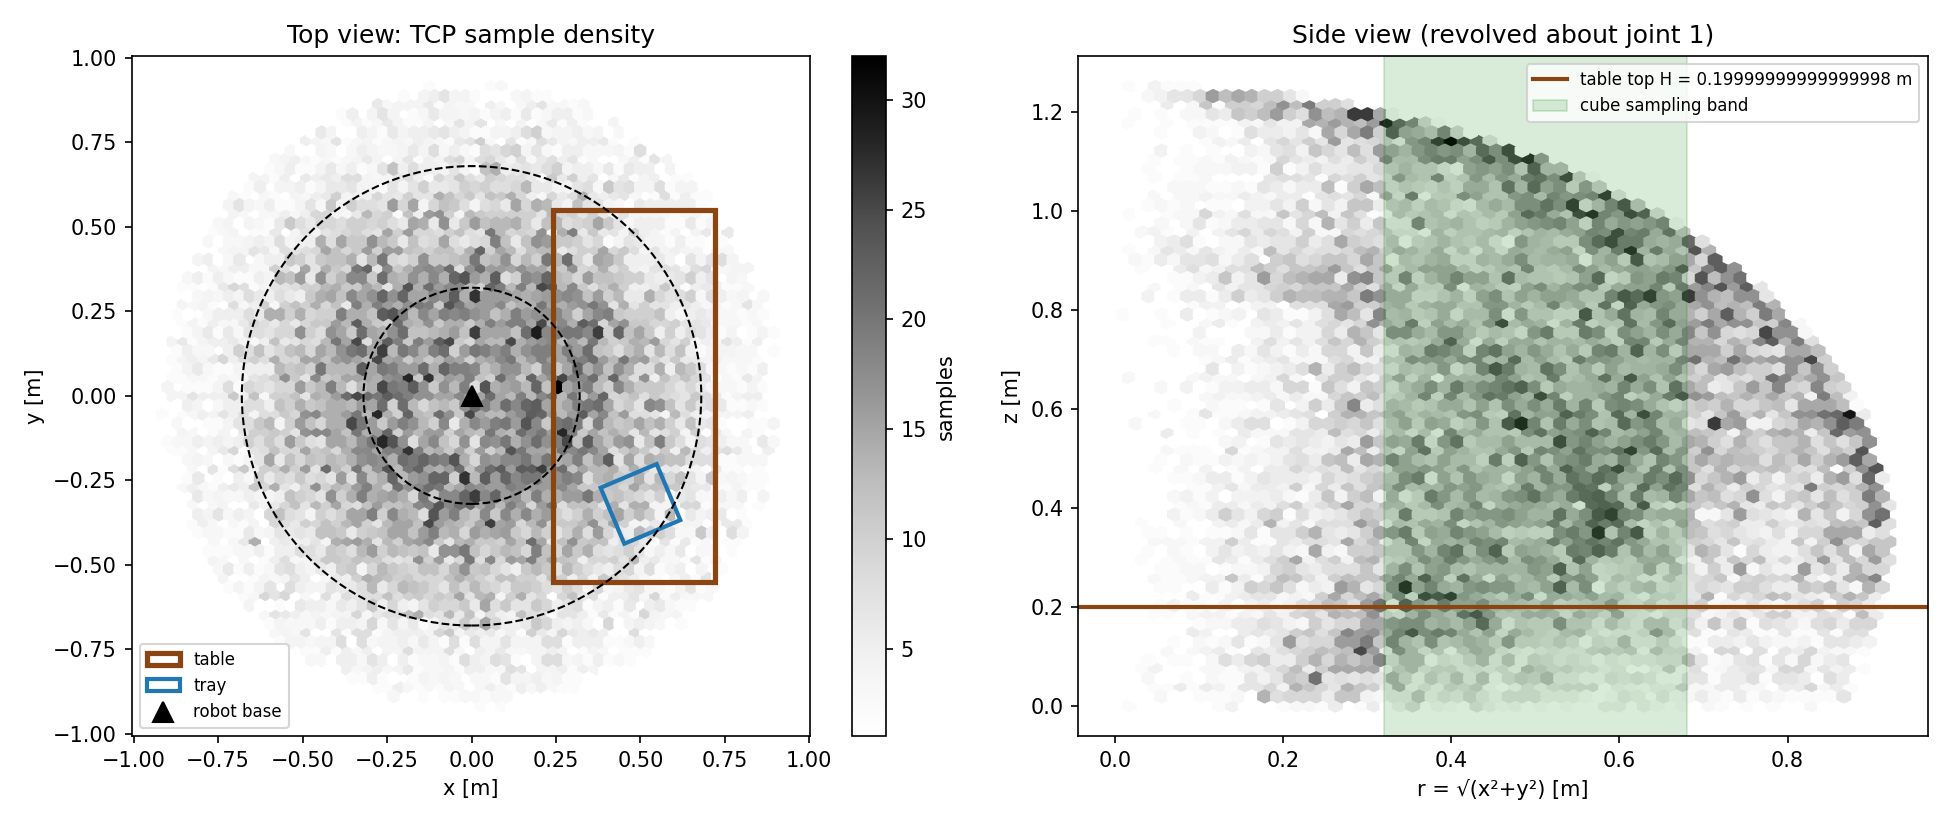 Top view: TCP sample density
1.00
0.75
0.50
0.25
0.00
−0.25
−0.50
−0.75
−1.00
y [m]
−1.00 −0.75 −0.50 −0.25 0.00 0.25 0.50 0.75 1.00
x [m]
table
tray
robot base
30
25
20
15
10
5
samples
Side view (revolved about joint 1)
table top H = 0.19999999999999998 m
cube sampling band
1.2
1.0
0.8
0.6
0.4
0.2
0.0
z [m]
0.0 0.2 0.4 0.6 0.8
r = √(x²+y²) [m]